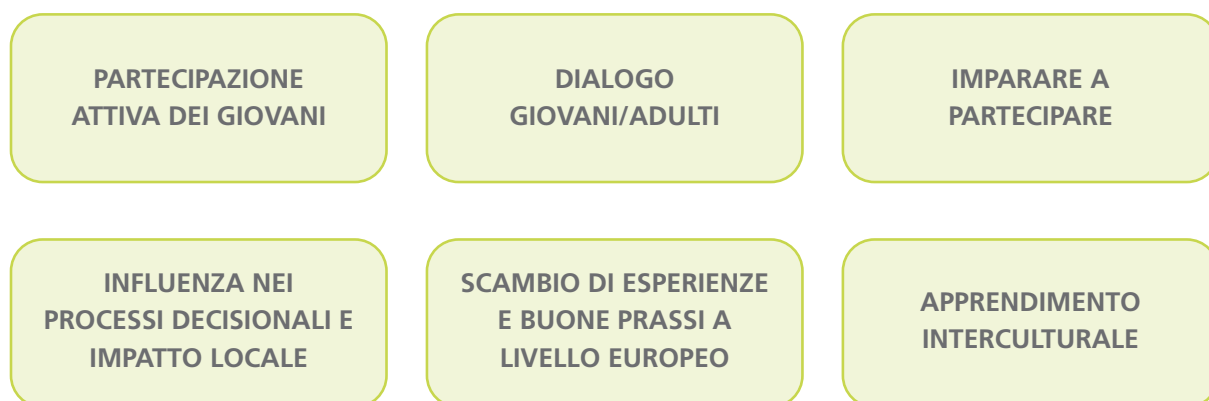 PARTECIPAZIONE
ATTIVA DEI GIOVANI
DIALOGO
GIOVANI/ADULTI
IMPARARE A
PARTECIPARE
INFLUENZA NEI
PROCESSI DECISIONALI E
IMPATTO LOCALE
SCAMBIO DI ESPERIENZE
E BUONE PRASSI A
LIVELLO EUROPEO
APPRENDIMENTO
INTERCULTURALE